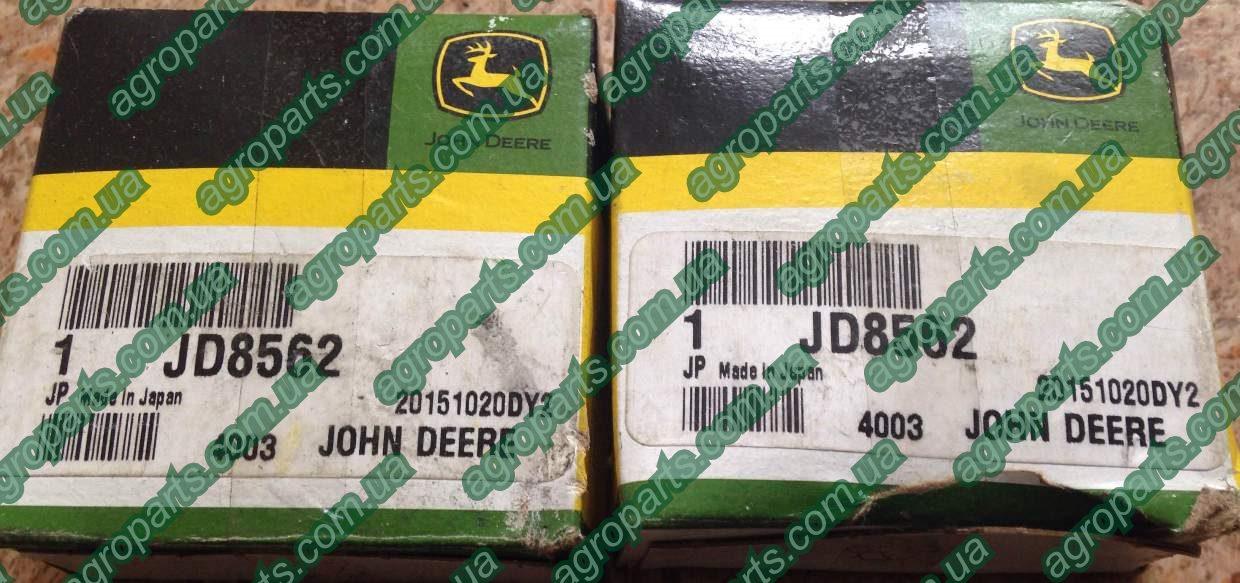 JOHN DEERE
1 JD8562
JP Made In Japan
20151020DY2
4003 JOHN DEERE
JOHN DEERE
1 JD8562
JP Made In Japan
20151020DY2
4003 JOHN DEERE
agroparts.com.ua